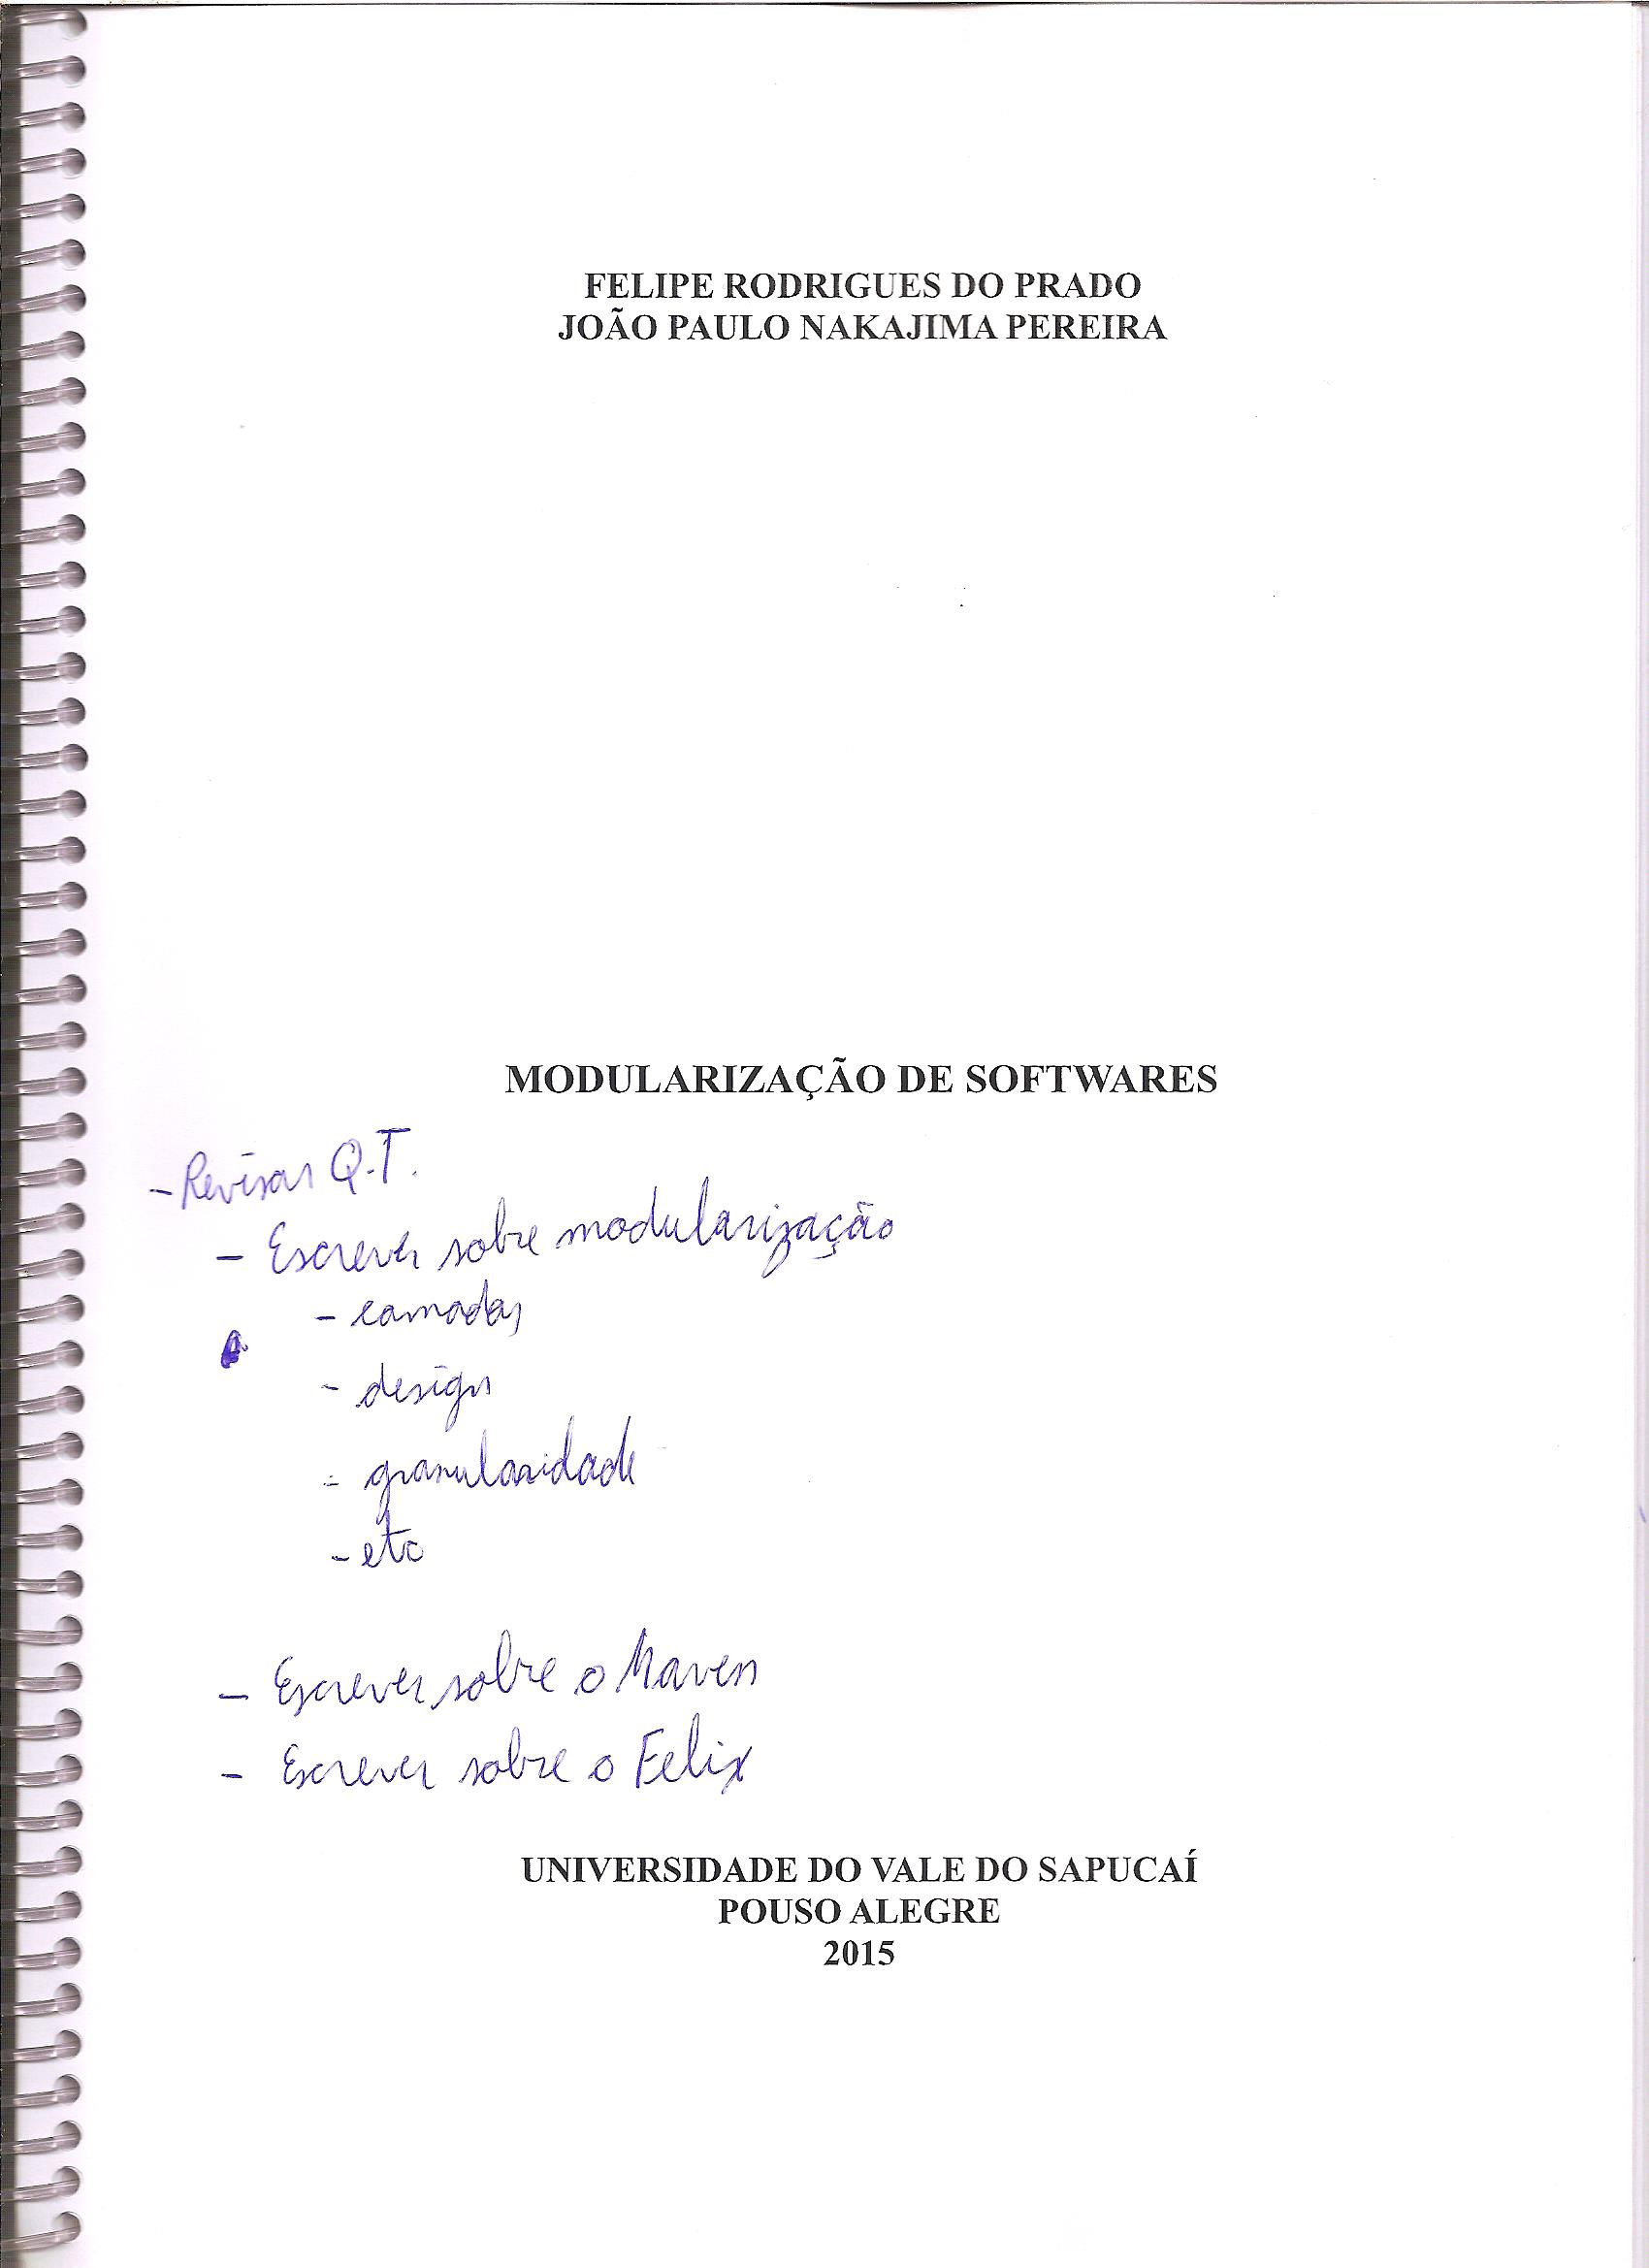 FELIPE RODRIGUES DO PRADO
JOÃO PAULO NAKAJIMA PEREIRA
MODULARIZAÇÃO DE SOFTWARES
- Revisar Q.T.
- Escrever sobre modularização
- camadas
- design
- granularidade
- etc
- Escrever sobre o Maven
- Escrever sobre o Felix
UNIVERSIDADE DO VALE DO SAPUCAÍ
POUSO ALEGRE
2015